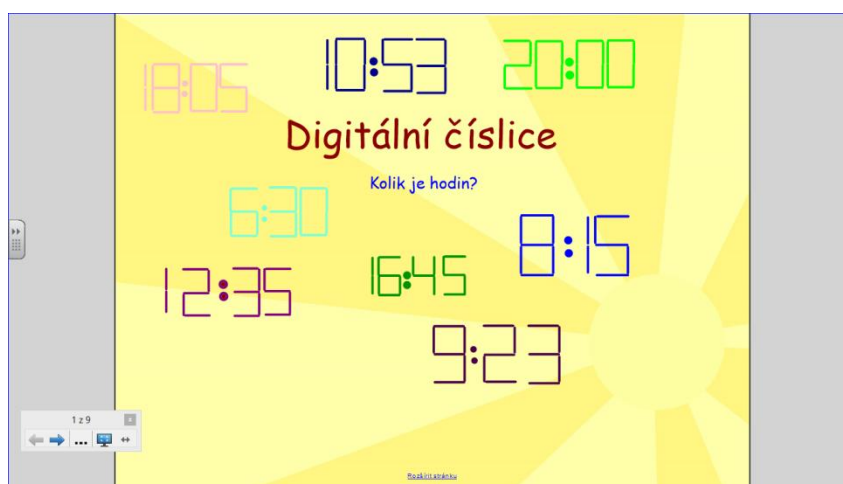 18:05
10:53
20:00
Digitální číslice
Kolik je hodin?
6:30
8:15
12:35
16:45
9:23
1 z 9
Rozšířit stránku